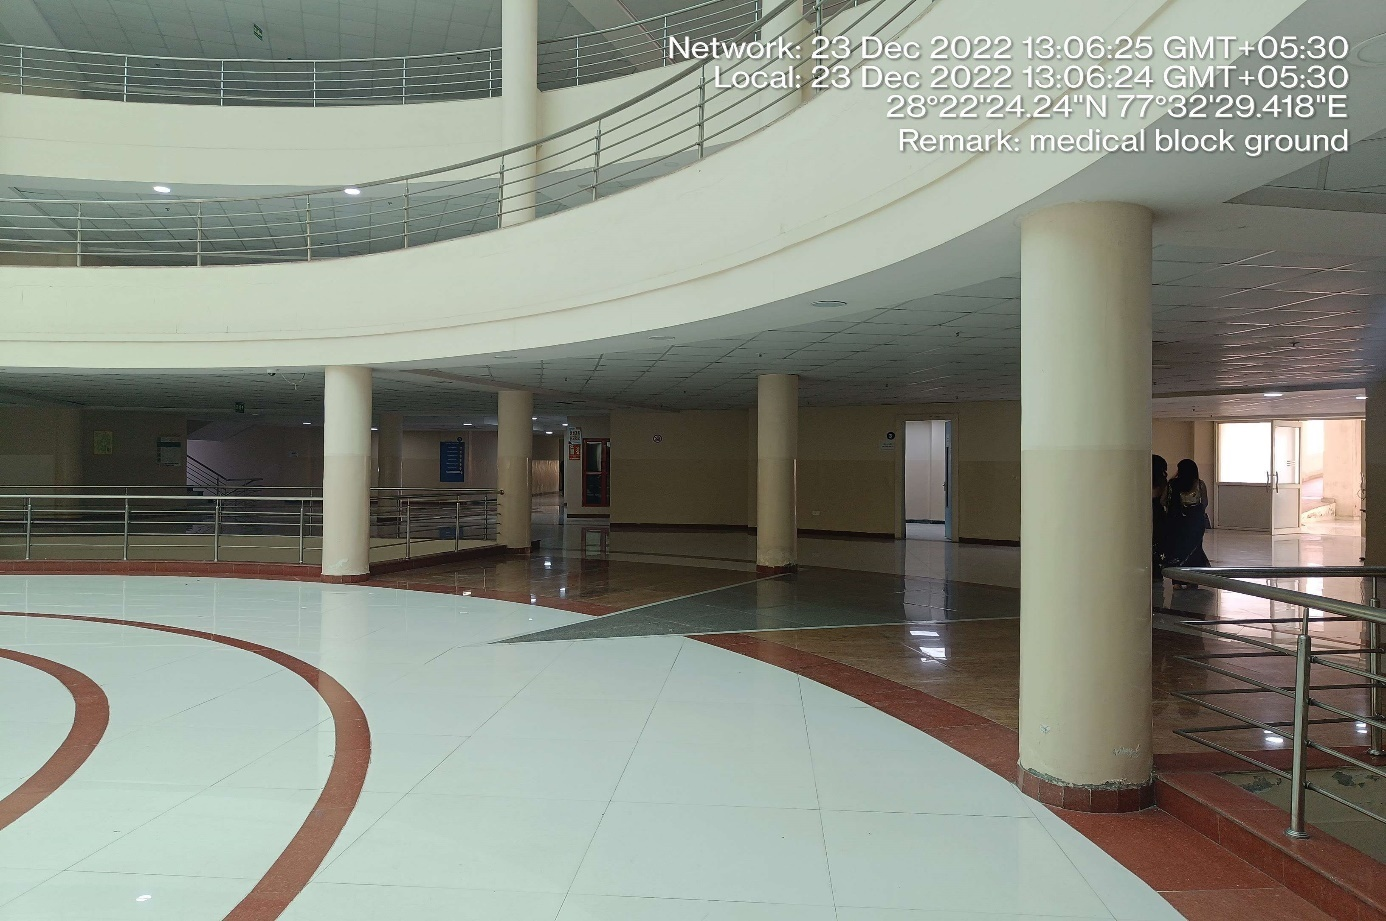 Network: 23 Dec 2022 13:06:25 GMT+05:30
Local: 23 Dec 2022 13:06:24 GMT+05:30
28°22'24.24"N 77°32'29.418"E
Remark: medical block ground